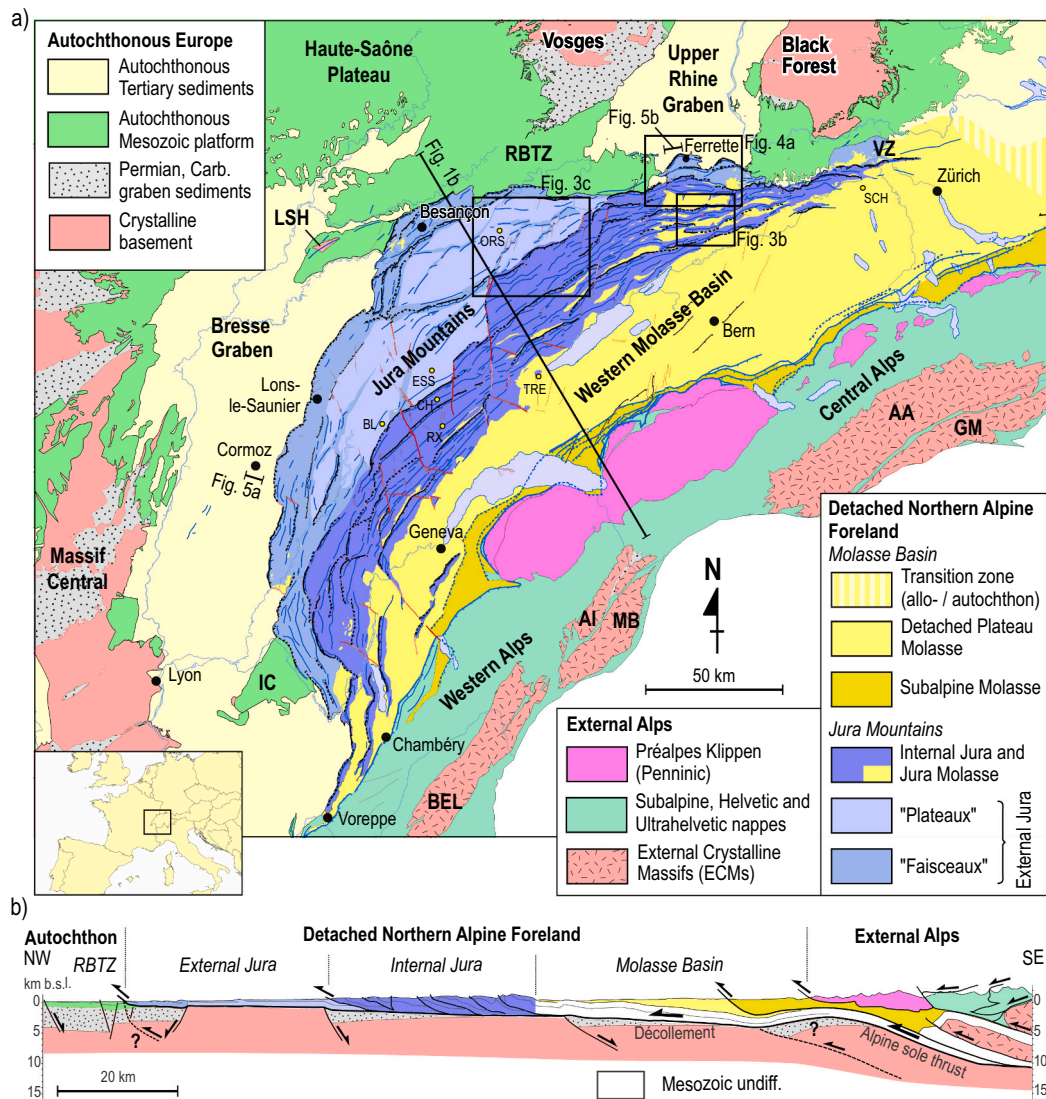 a)
Autochthonous Europe
Autochthonous
Tertiary sediments
Autochthonous
Mesozoic platform
Permian, Carb.
graben sediments
Crystalline
basement
Haute-Saône
Plateau
Vosges
Upper
Rhine
Graben
Black
Forest
Fig. 5b
Ferrette
Fig. 4a
VZ
Zürich
SCH
RBTZ
Fig. 1b
Fig. 3c
Besançon
ORS
Fig. 3b
LSH
Bresse
Graben
Jura Mountains
Western Molasse Basin
Bern
Lons-
le-Saunier
ESS
CH
BL
RX
TRE
Central Alps
AA
GM
Cormoz
Fig. 5a
Geneva
Massif
Central
Lyon
IC
Western Alps
AI
MB
N
50 km
Chambéry
BEL
Voreppe
External Alps
Préalpes Klippen
(Penninic)
Subalpine, Helvetic and
Ultrahelvetic nappes
External Crystalline
Massifs (ECMs)
Detached Northern Alpine
Foreland
Molasse Basin
Transition zone
(allo- / autochthon)
Detached Plateau
Molasse
Subalpine Molasse
Jura Mountains
Internal Jura and
Jura Molasse
"Plateaux"
"Faisceaux"
External Jura
b)
Autochthon
Detached Northern Alpine Foreland
External Alps
NW
SE
RBTZ
External Jura
Internal Jura
Molasse Basin
km b.s.l.
0
5
10
15
?
Décollement
?
Alpine sole thrust
0
5
10
15
20 km
Mesozoic undiff.